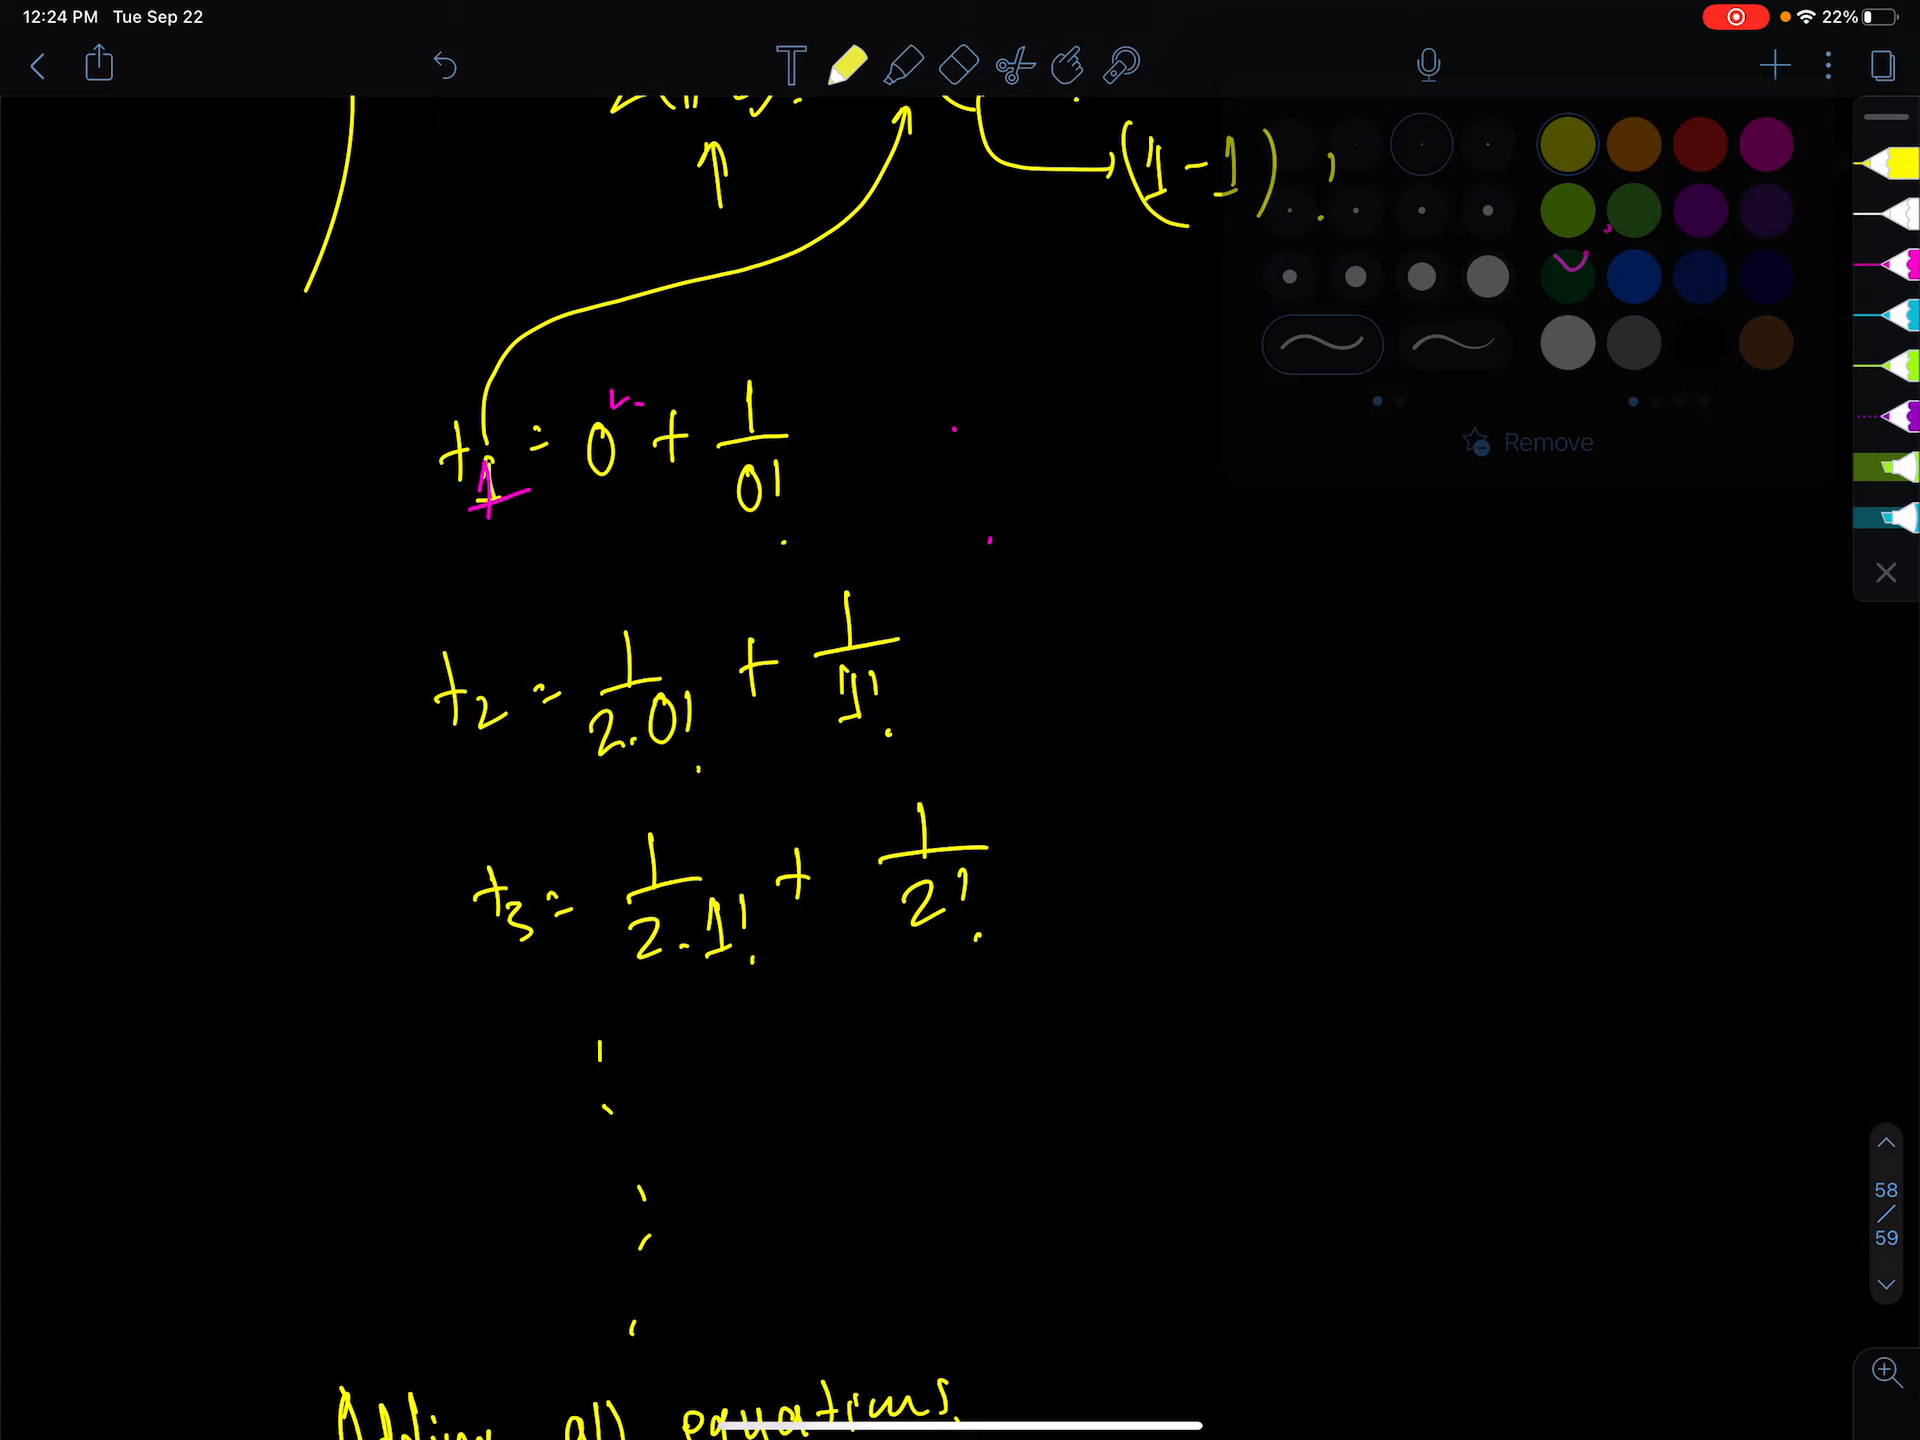 12:24 PM Tue Sep 22
22%
(1-1)!
t1 = 0 + 1/0!
Remove
t2 = 1/2.0! + 1/1!
t3 = 1/2.1! + 1/2!
58
/
59
Adding all equations